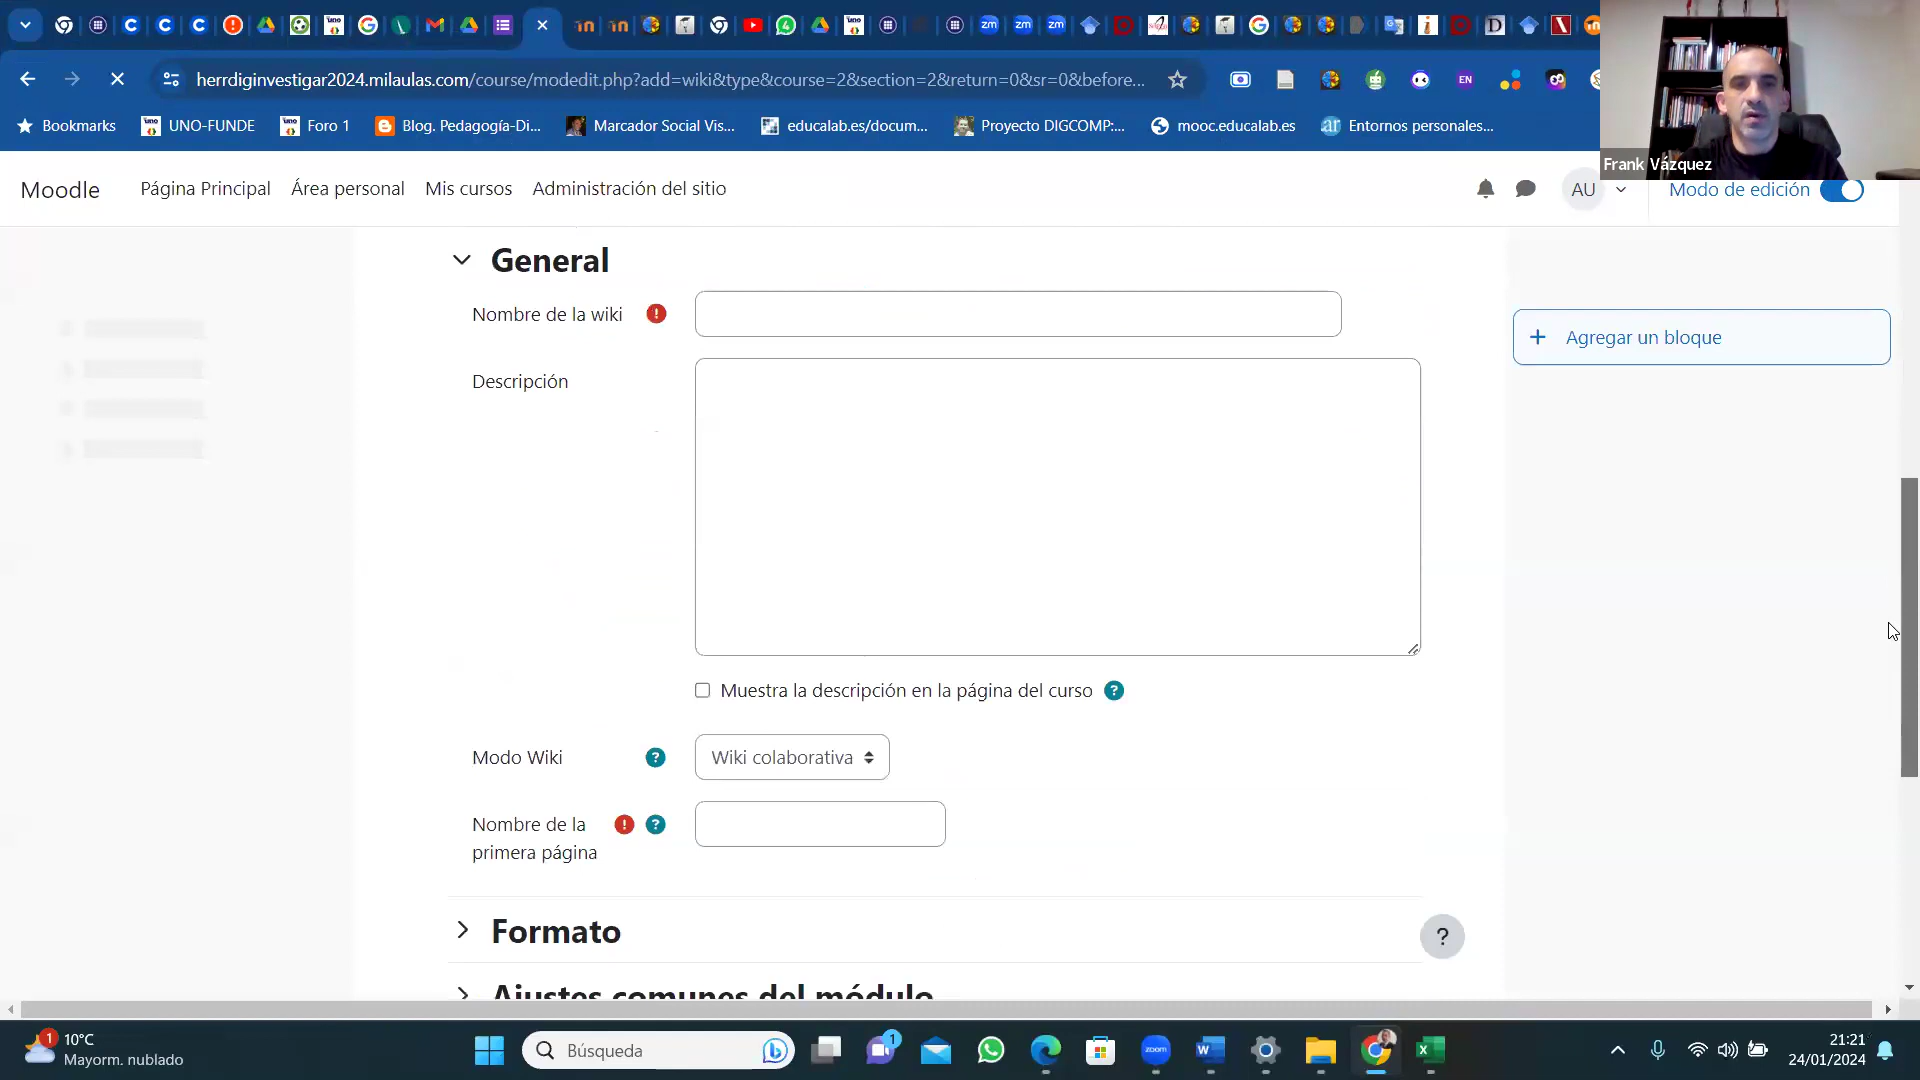 herrdiginvestigar2024.milaulas.com/course/modedit.php?add=wiki&type&course=2&section=2&return=0&sr=0&before...
EN
Bookmarks
UNO-FUNDE
Foro 1
Blog. Pedagogía-Di...
Marcador Social Vis...
educalab.es/docum...
Proyecto DIGCOMP:...
mooc.educalab.es
Entornos personales...
Frank Vázquez
Moodle
Página Principal
Área personal
Mis cursos
Administración del sitio
AU
Modo de edición
General
Nombre de la wiki
Agregar un bloque
Descripción
Muestra la descripción en la página del curso
Modo Wiki
Wiki colaborativa
Nombre de la
primera página
Formato
Ajustes comunes del módulo
10°C
Mayorm. nublado
Búsqueda
21:21
24/01/2024